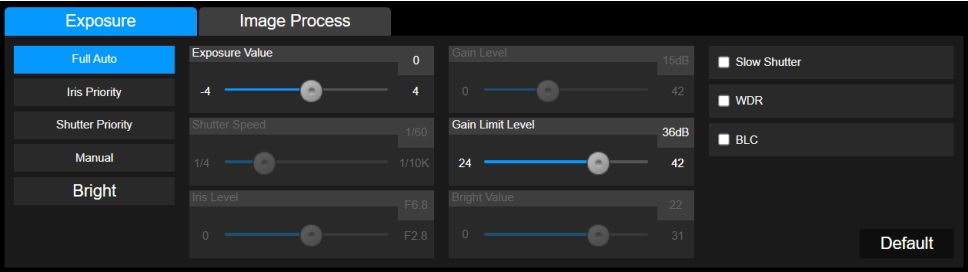 Exposure
Image Process
Full Auto
Iris Priority
Shutter Priority
Manual
Bright
Exposure Value 0
-4 4
Shutter Speed 1/60
1/4 1/10K
Iris Level F6.8
0 F2.8
Gain Level 15dB
0 42
Gain Limit Level 36dB
24 42
Bright Value 22
0 31
Slow Shutter
WDR
BLC
Default